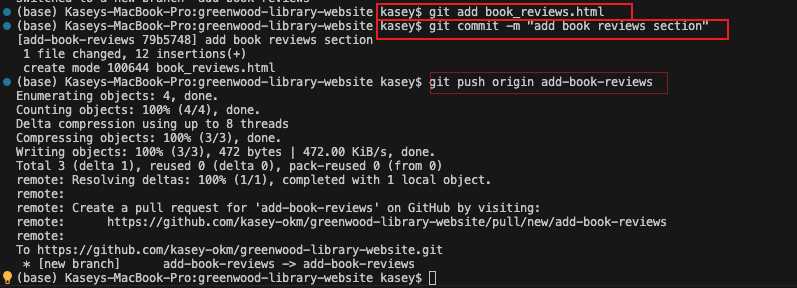 Switched to a new branch 'add-book-reviews'
(base) Kaseys-MacBook-Pro:greenwood-library-website kasey$ git add book_reviews.html
(base) Kaseys-MacBook-Pro:greenwood-library-website kasey$ git commit -m "add book reviews section"
[add-book-reviews 79b5748] add book reviews section
 1 file changed, 12 insertions(+)
 create mode 100644 book_reviews.html
(base) Kaseys-MacBook-Pro:greenwood-library-website kasey$ git push origin add-book-reviews
Enumerating objects: 4, done.
Counting objects: 100% (4/4), done.
Delta compression using up to 8 threads
Compressing objects: 100% (3/3), done.
Writing objects: 100% (3/3), 472 bytes | 472.00 KiB/s, done.
Total 3 (delta 1), reused 0 (delta 0), pack-reused 0 (from 0)
remote: Resolving deltas: 100% (1/1), completed with 1 local object.
remote:
remote: Create a pull request for 'add-book-reviews' on GitHub by visiting:
remote:      https://github.com/kasey-okm/greenwood-library-website/pull/new/add-book-reviews
remote:
To https://github.com/kasey-okm/greenwood-library-website.git
 * [new branch]      add-book-reviews -> add-book-reviews
(base) Kaseys-MacBook-Pro:greenwood-library-website kasey$